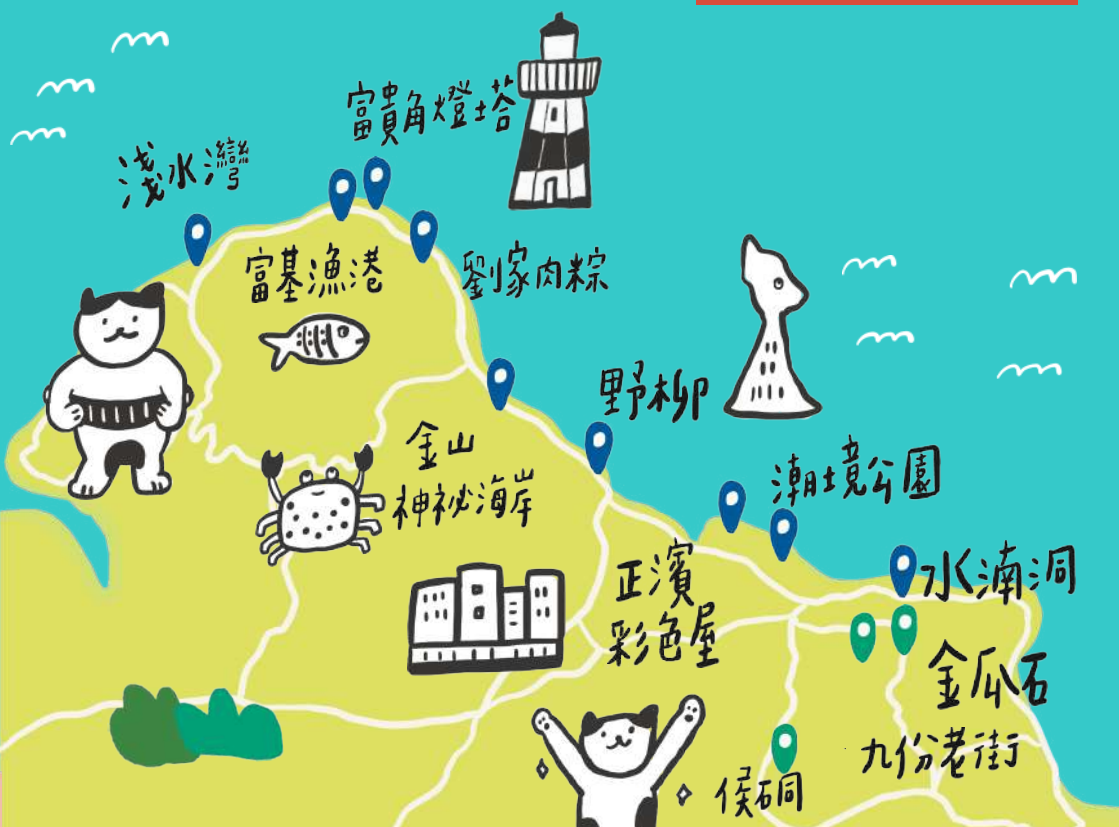 富貴角燈塔
淺水灣
富基漁港
劉家肉粽
野柳
金山
神祕海岸
潮境公園
正濱
彩色屋
水湳洞
金瓜石
九份老街
侯硐